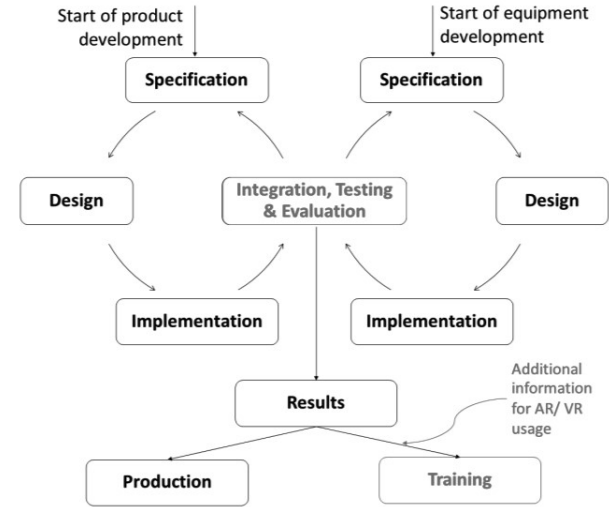 Start of product
development
Start of equipment
development
Specification
Specification
Design
Integration, Testing
& Evaluation
Design
Implementation
Implementation
Additional
information
for AR/ VR
usage
Results
Production
Training